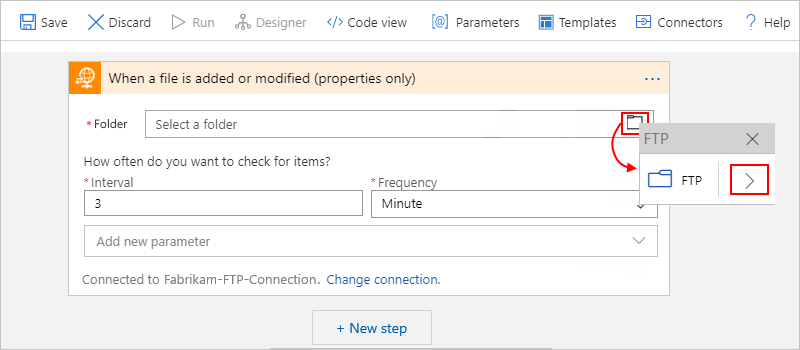 Save Discard Run Designer Code view [@] Parameters Templates Connectors ? Help
When a file is added or modified (properties only) ...
* Folder Select a folder
FTP
FTP
How often do you want to check for items?
* Interval * Frequency
3 Minute
Add new parameter
Connected to Fabrikam-FTP-Connection. Change connection.
+ New step